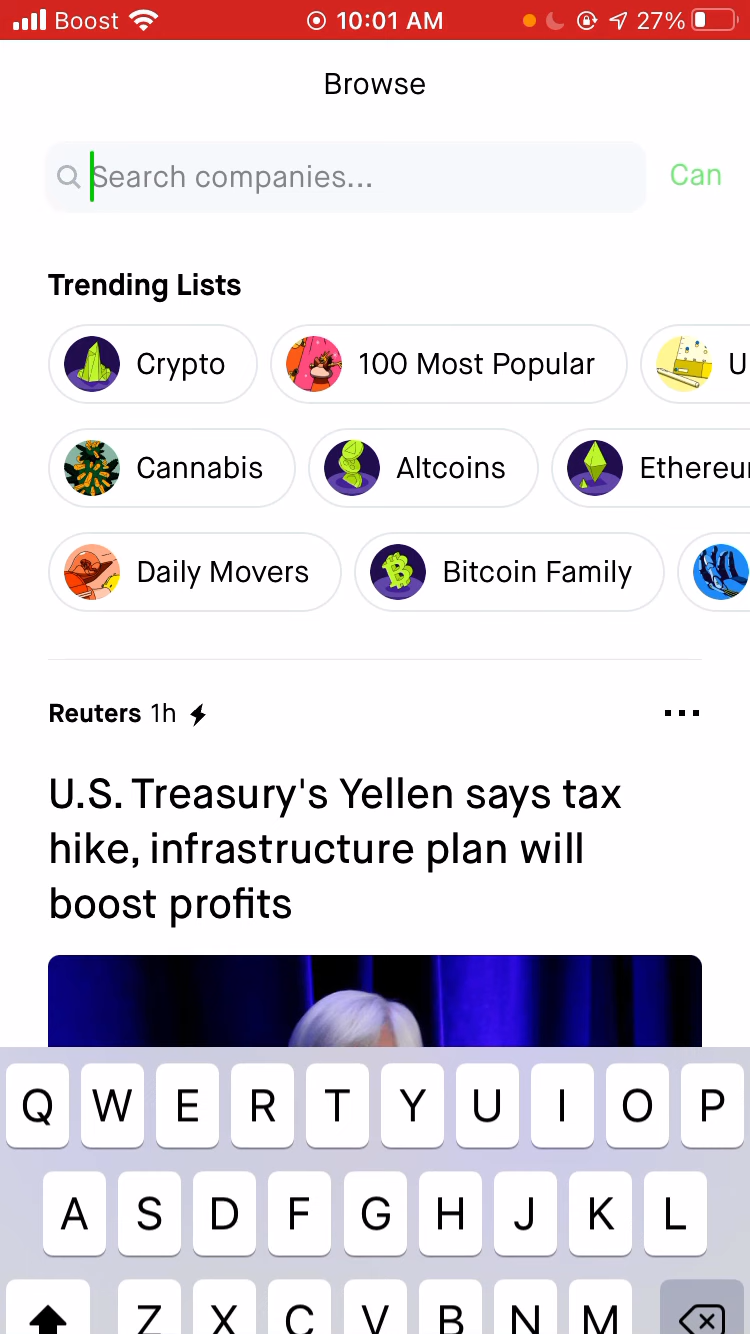 Boost 10:01 AM 27%
Browse
Search companies... Can
Trending Lists
Crypto 100 Most Popular U
Cannabis Altcoins Ethereu
Daily Movers Bitcoin Family
Reuters 1h
U.S. Treasury's Yellen says tax
hike, infrastructure plan will
boost profits
Q W E R T Y U I O P
A S D F G H J K L
Z X C V B N M